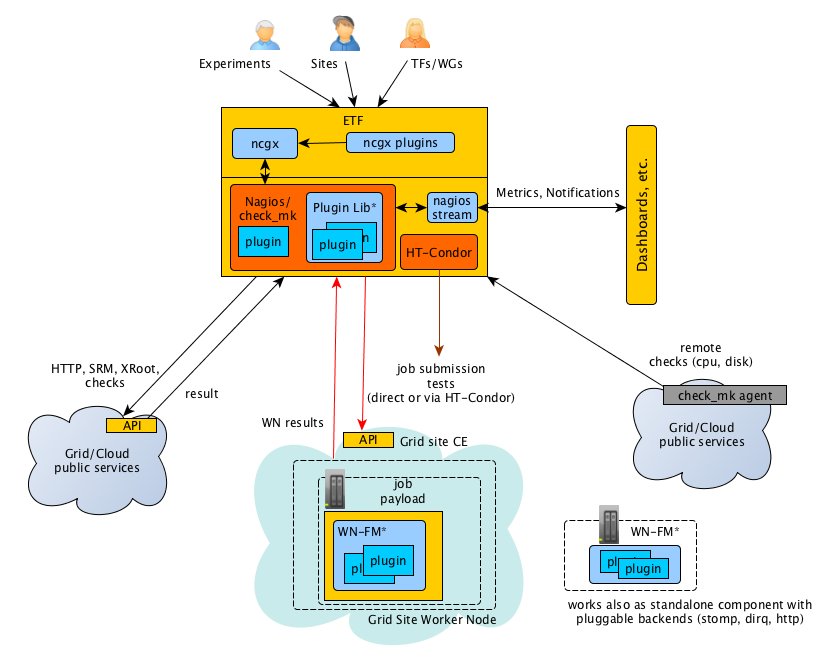 Experiments
Sites
TFs/WGs
ETF
ncgx
ncgx plugins
Nagios/
check_mk
plugin
Plugin Lib*
plugin
nagios
stream
HT-Condor
Metrics, Notifications
Dashboards, etc.
HTTP, SRM, XRoot,
checks
result
API
Grid/Cloud
public services
WN results
job submission
tests
(direct or via HT-Condor)
API
Grid site CE
job
payload
WN-FM*
plugin
Grid Site Worker Node
remote
checks (cpu, disk)
check_mk agent
Grid/Cloud
public services
WN-FM*
plugin
works also as standalone component with
pluggable backends (stomp, dirq, http)